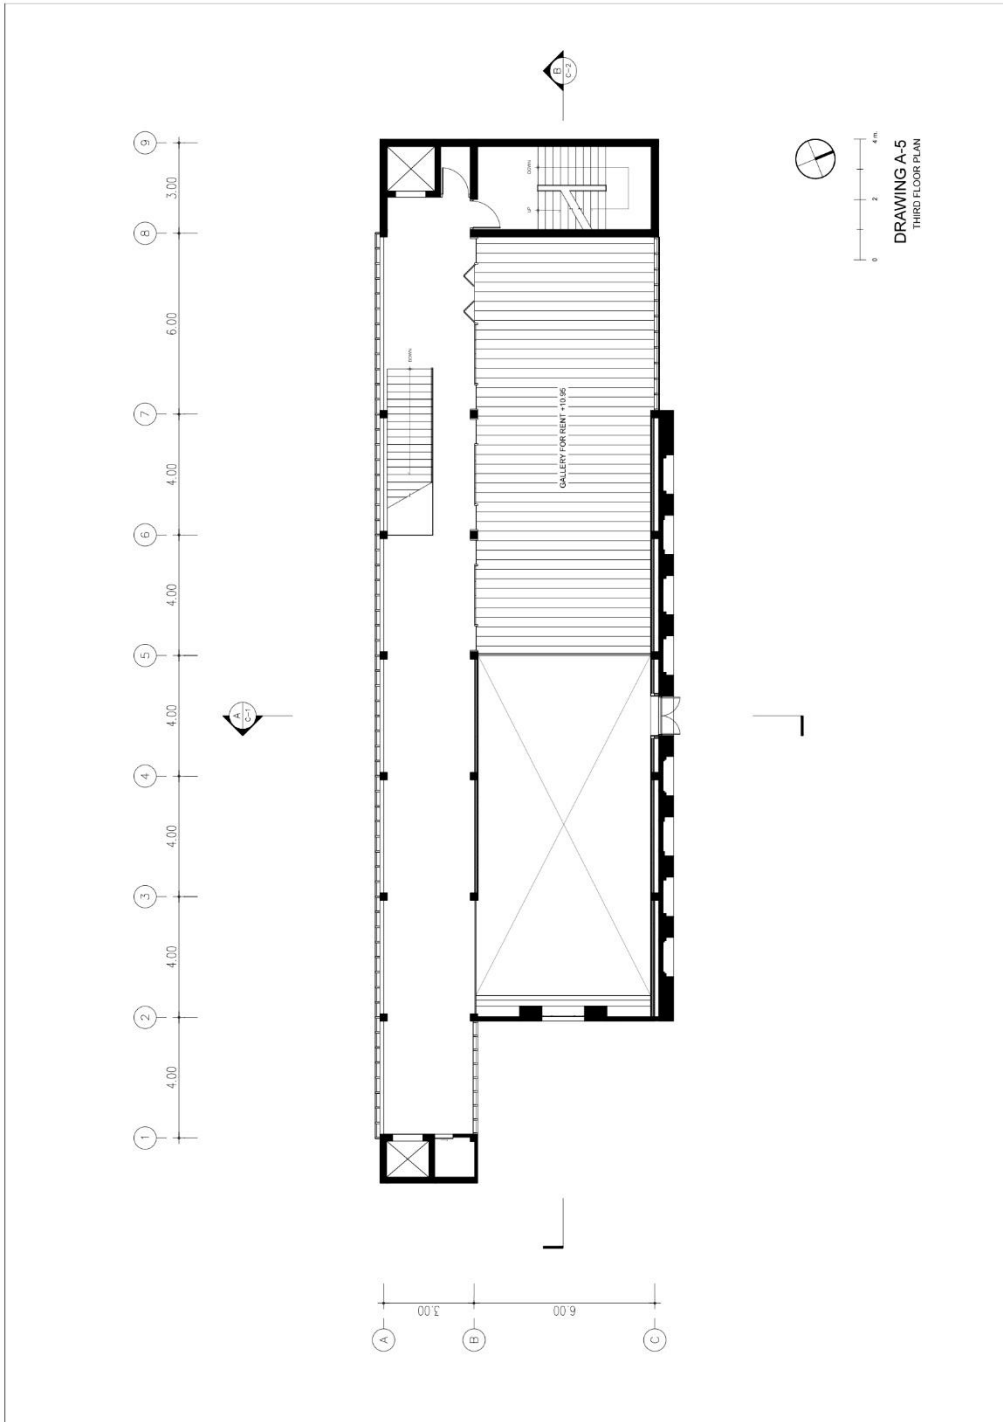 DRAWING A-5
THIRD FLOOR PLAN
0 2 4 m.
B
C-2
A
C-1
9
8
7
6
5
4
3
2
1
3.00
6.00
4.00
4.00
4.00
4.00
4.00
4.00
A
B
C
3.00
6.00
DOWN
UP
DOWN
GALLERY FOR RENT +10.95